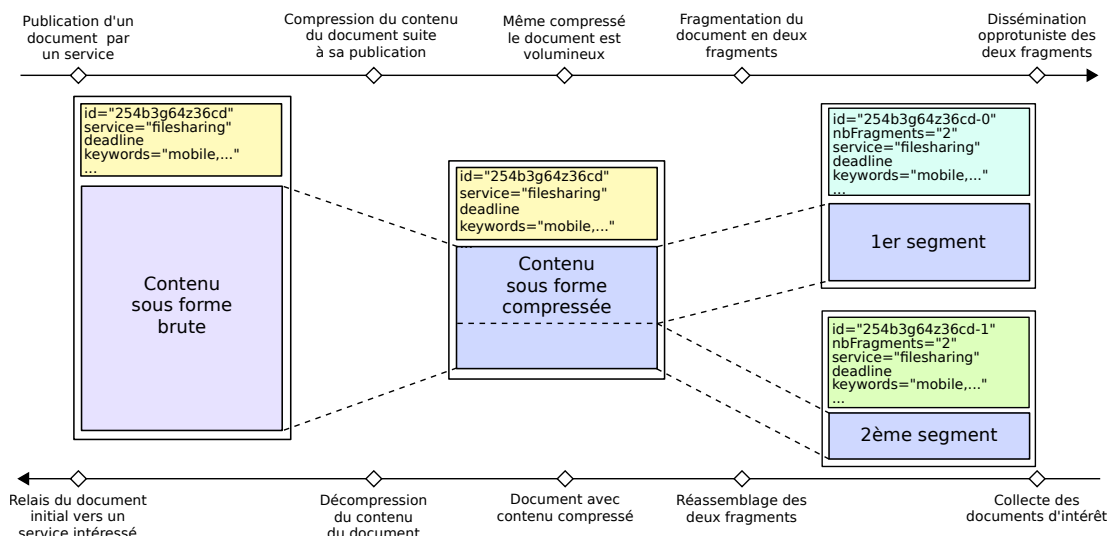 Publication d'un
document par
un service
Compression du contenu
du document suite
à sa publication
Même compressé
le document est
volumineux
Fragmentation du
document en deux
fragments
Dissémination
opprotuniste des
deux fragments
id="254b3g64z36cd"
service="filesharing"
deadline
keywords="mobile,..."
...
Contenu
sous forme
brute
id="254b3g64z36cd"
service="filesharing"
deadline
keywords="mobile,..."
...
Contenu
sous forme
compressée
id="254b3g64z36cd-0"
nbFragments="2"
service="filesharing"
deadline
keywords="mobile,..."
...
1er segment
id="254b3g64z36cd-1"
nbFragments="2"
service="filesharing"
deadline
keywords="mobile,..."
...
2ème segment
Relais du document
initial vers un
service intéressé
Décompression
du contenu
du document
Document avec
contenu compressé
Réassemblage des
deux fragments
Collecte des
documents d'intérêt